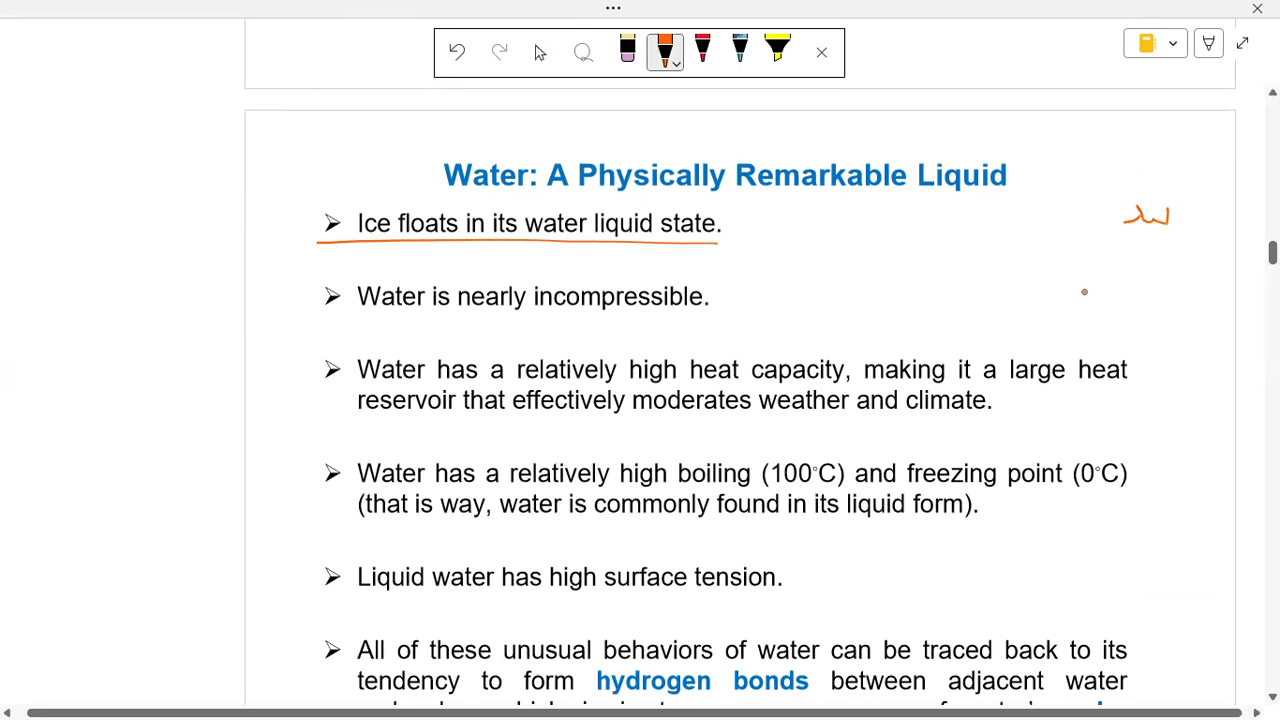 Water: A Physically Remarkable Liquid
➢ Ice floats in its water liquid state.
➢ Water is nearly incompressible.
➢ Water has a relatively high heat capacity, making it a large heat
reservoir that effectively moderates weather and climate.
➢ Water has a relatively high boiling (100°C) and freezing point (0°C)
(that is way, water is commonly found in its liquid form).
➢ Liquid water has high surface tension.
➢ All of these unusual behaviors of water can be traced back to its
tendency to form hydrogen bonds between adjacent water